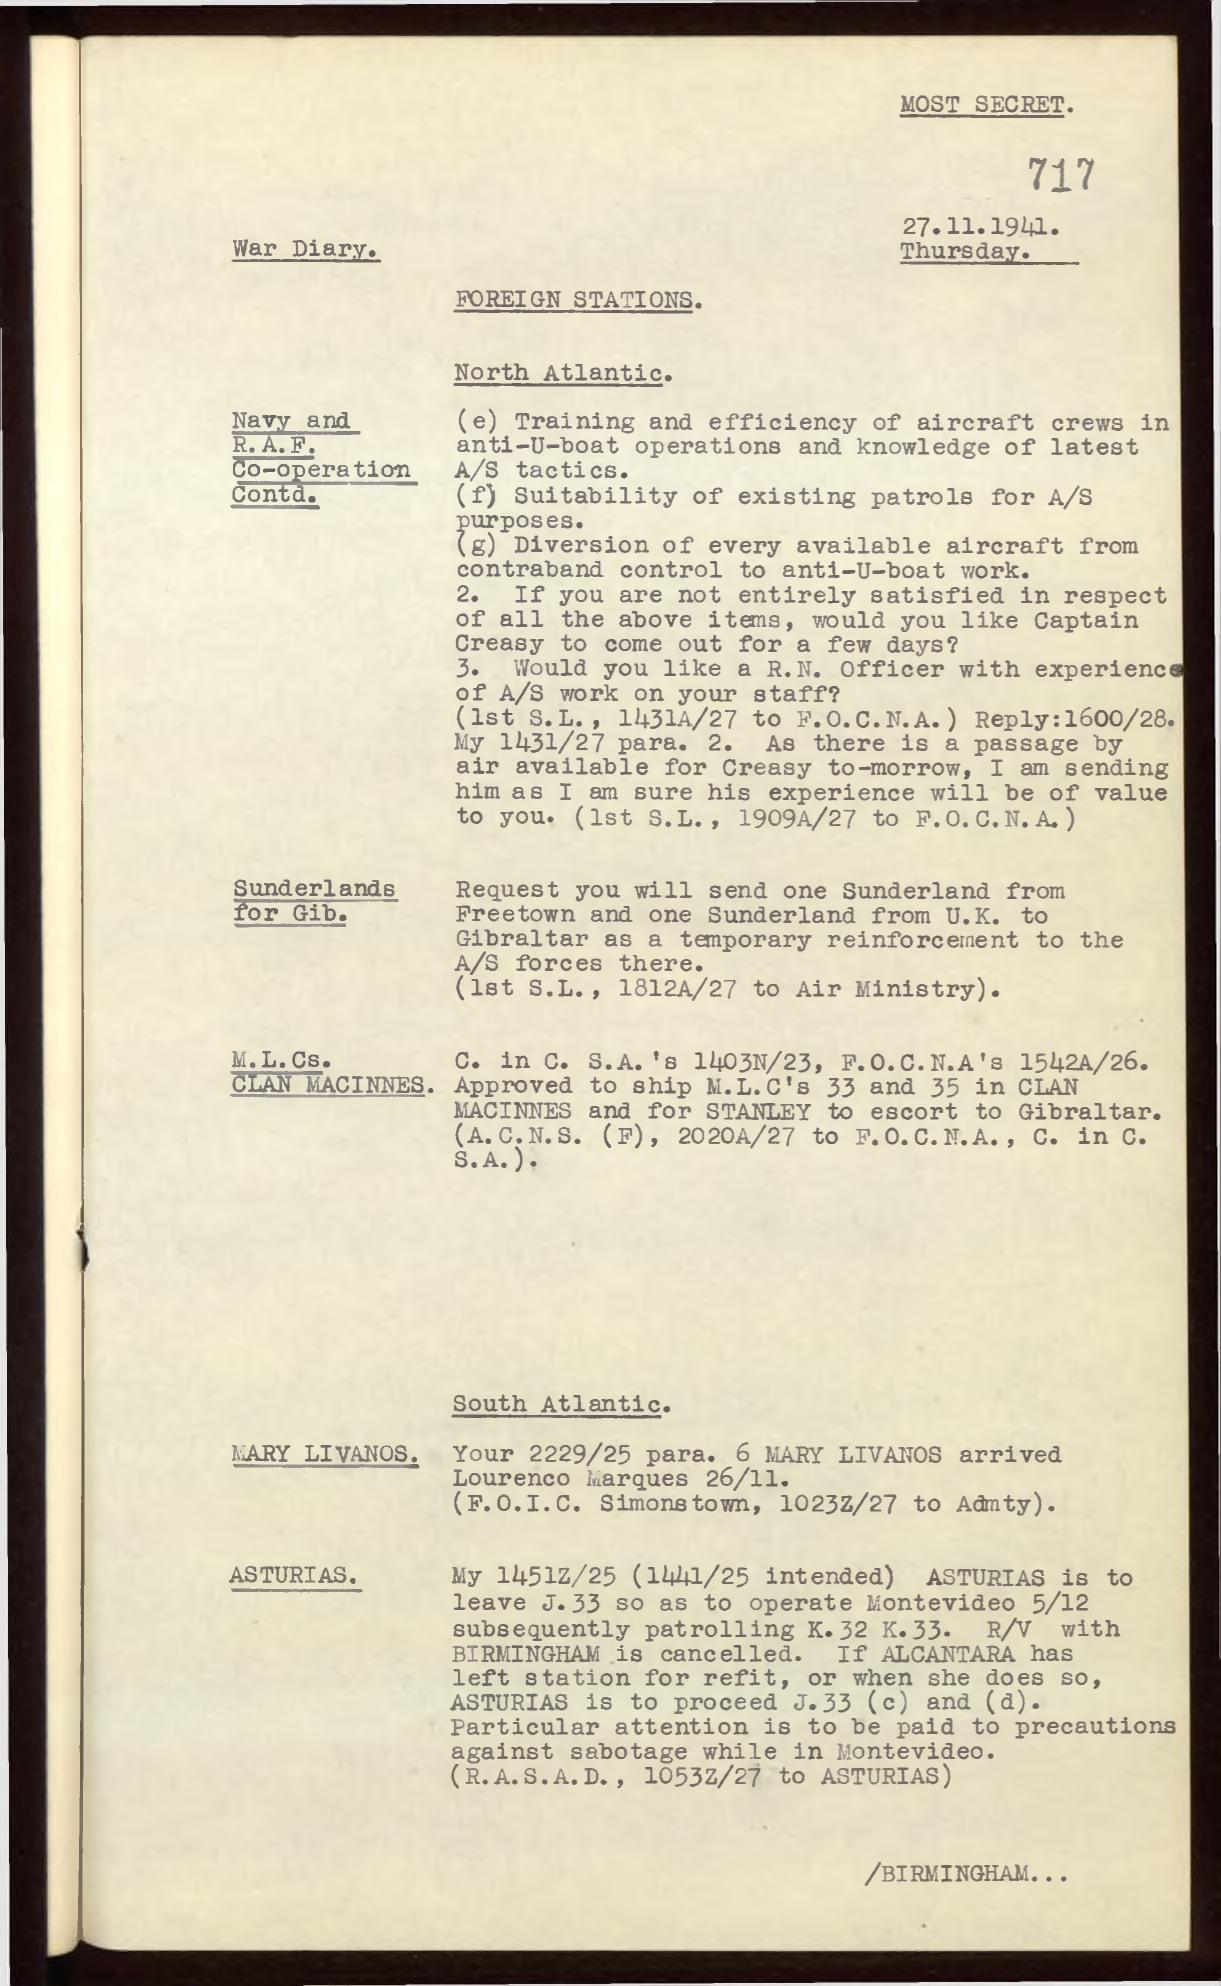 MOST SECRET.
717
27.11.1941.
War Diary.
Thursday.
FOREIGN STATIONS.
North Atlantic.
Navy and
R.A.F.
Co-operation
Contd.
(e) Training and efficiency of aircraft crews in
anti-U-boat operations and knowledge of latest
A/S tactics.
(f) Suitability of existing patrols for A/S
purposes.
(g) Diversion of every available aircraft from
contraband control to anti-U-boat work.
2. If you are not entirely satisfied in respect
of all the above items, would you like Captain
Creasy to come out for a few days?
3. Would you like a R.N. Officer with experience
of A/S work on your staff?
(1st S.L., 1431A/27 to F.O.C.N.A.) Reply:1600/28.
My 1431/27 para. 2. As there is a passage by
air available for Creasy to-morrow, I am sending
him as I am sure his experience will be of value
to you. (1st S.L., 1909A/27 to F.O.C.N.A.)
Sunderlands
for Gib.
Request you will send one Sunderland from
Freetown and one Sunderland from U.K. to
Gibraltar as a temporary reinforcement to the
A/S forces there.
(1st S.L., 1812A/27 to Air Ministry).
M.L.Cs.
CLAN MACINNES.
C. in C. S.A.'s 1403N/23, F.O.C.N.A's 1542A/26.
Approved to ship M.L.C's 33 and 35 in CLAN
MACINNES and for STANLEY to escort to Gibraltar.
(A.C.N.S. (F), 2020A/27 to F.O.C.N.A., C. in C.
S.A.).
South Atlantic.
MARY LIVANOS.
Your 2229/25 para. 6 MARY LIVANOS arrived
Lourenco Marques 26/11.
(F.O.I.C. Simonstown, 1023Z/27 to Admty).
ASTURIAS.
My 1451Z/25 (1441/25 intended) ASTURIAS is to
leave J.33 so as to operate Montevideo 5/12
subsequently patrolling K.32 K.33. R/V with
BIRMINGHAM is cancelled. If ALCANTARA has
left station for refit, or when she does so,
ASTURIAS is to proceed J.33 (c) and (d).
Particular attention is to be paid to precautions
against sabotage while in Montevideo.
(R.A.S.A.D., 1053Z/27 to ASTURIAS)
/BIRMINGHAM...